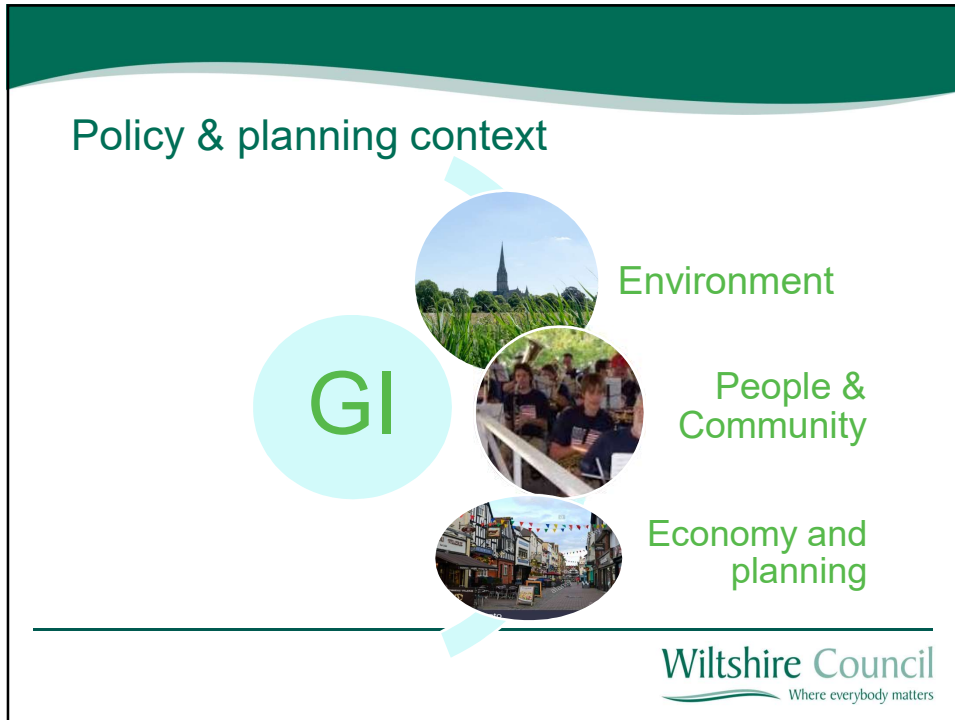 Policy & planning context
GI
Environment
People &
Community
Economy and
planning
Wiltshire Council
Where everybody matters